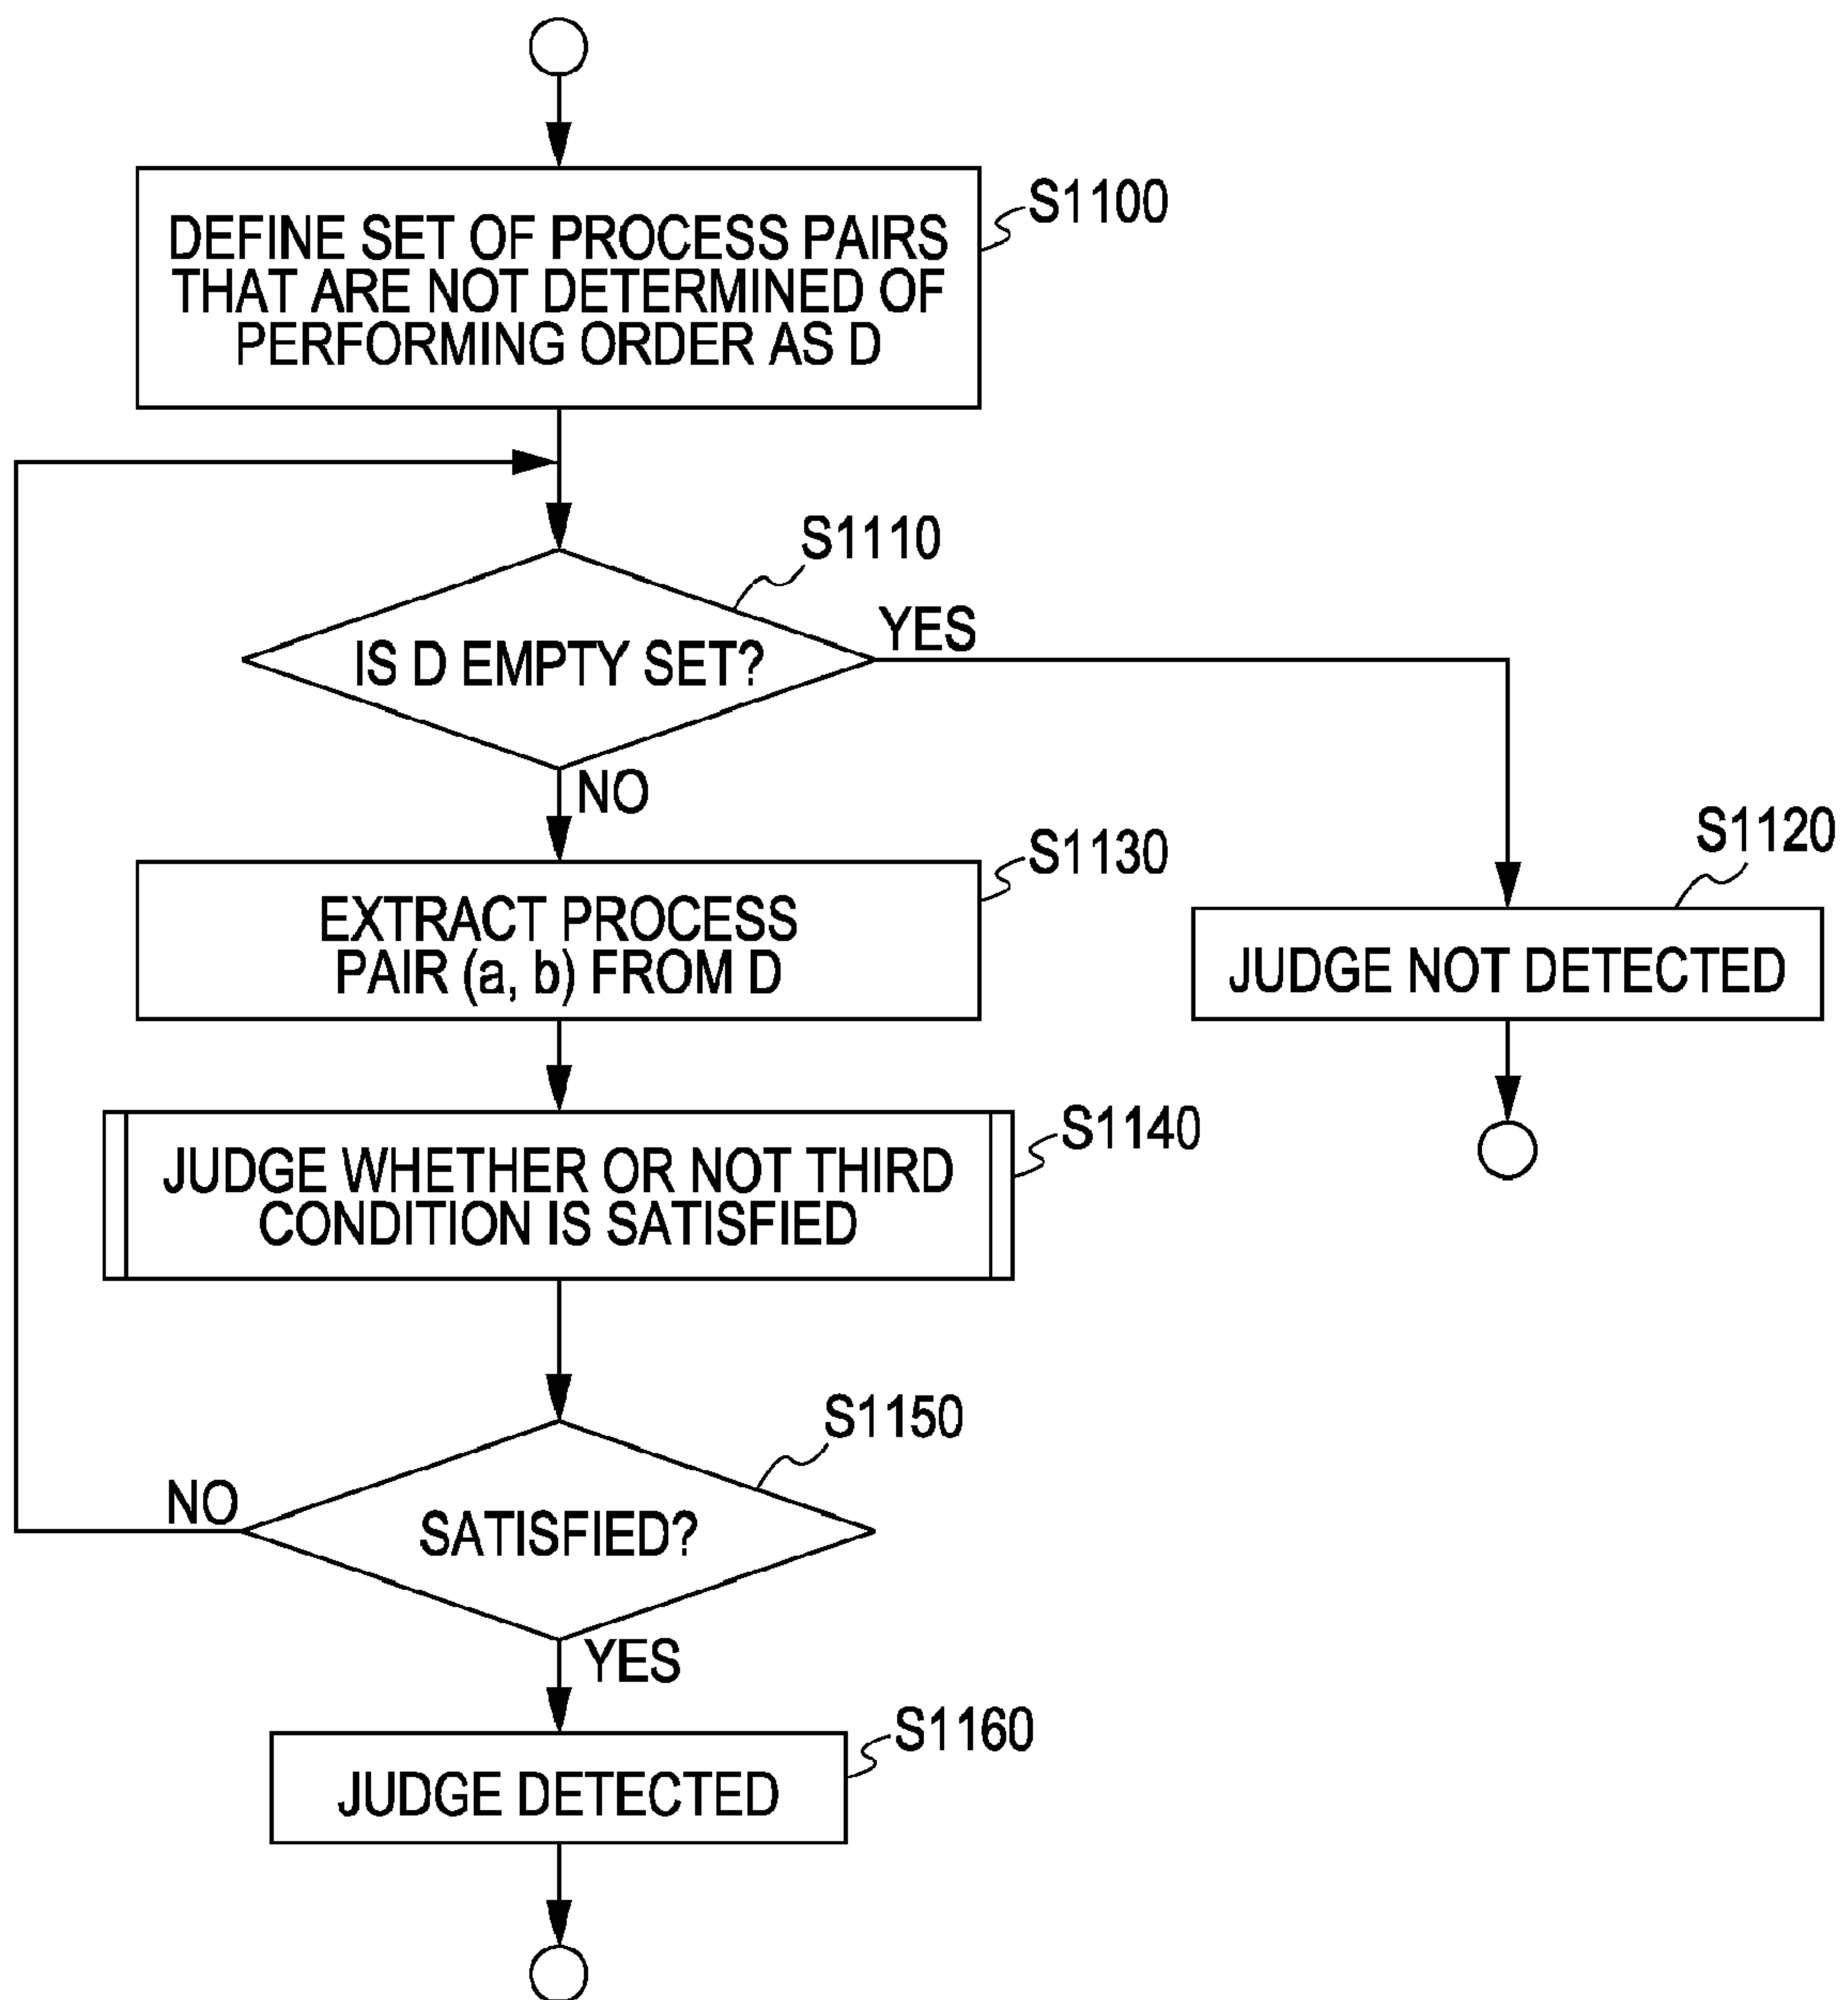 DEFINE SET OF PROCESS PAIRS
THAT ARE NOT DETERMINED OF
PERFORMING ORDER AS D
S1100
S1110
IS D EMPTY SET?
YES
NO
S1130
EXTRACT PROCESS
PAIR (a, b) FROM D
S1120
JUDGE NOT DETECTED
S1140
JUDGE WHETHER OR NOT THIRD
CONDITION IS SATISFIED
S1150
SATISFIED?
NO
YES
S1160
JUDGE DETECTED